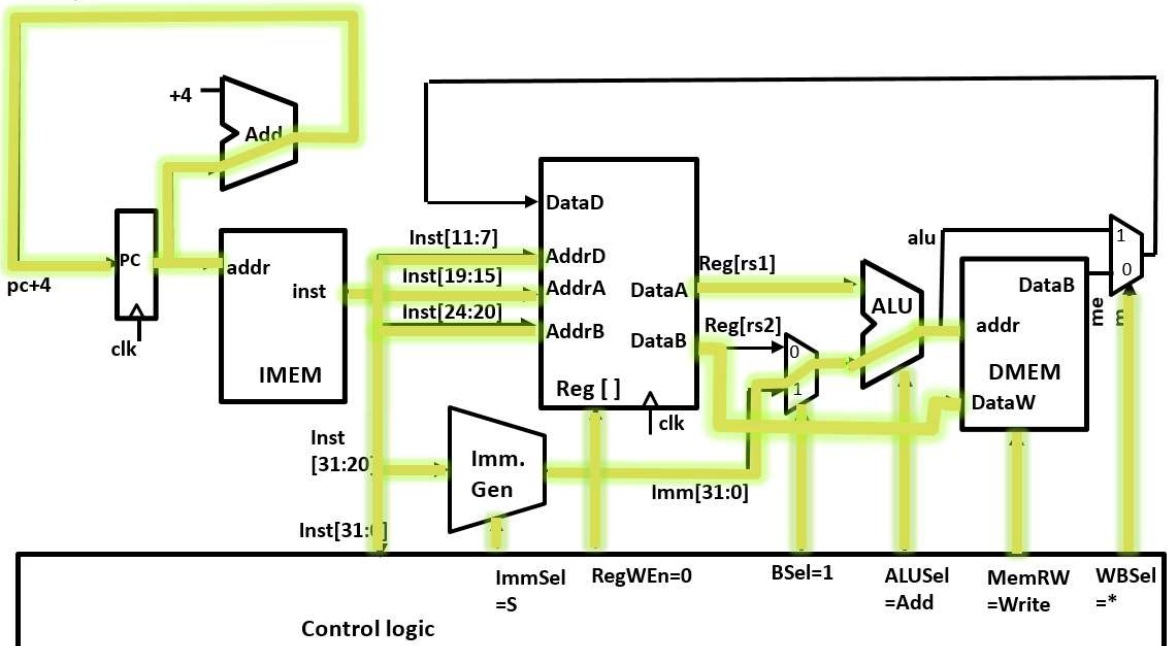 +4
Add
pc+4
PC
clk
addr
inst
IMEM
Inst[11:7]
Inst[19:15]
Inst[24:20]
DataD
AddrD
AddrA
AddrB
DataA
DataB
Reg [ ]
clk
Reg[rs1]
Reg[rs2]
0
1
ALU
alu
DataB
addr
DMEM
DataW
1
0
me
m
Inst
[31:20]
Imm.
Gen
Imm[31:0]
ImmSel
=S
RegWEn=0
BSel=1
ALUSel
=Add
MemRW
=Write
WBSel
=*
Control logic